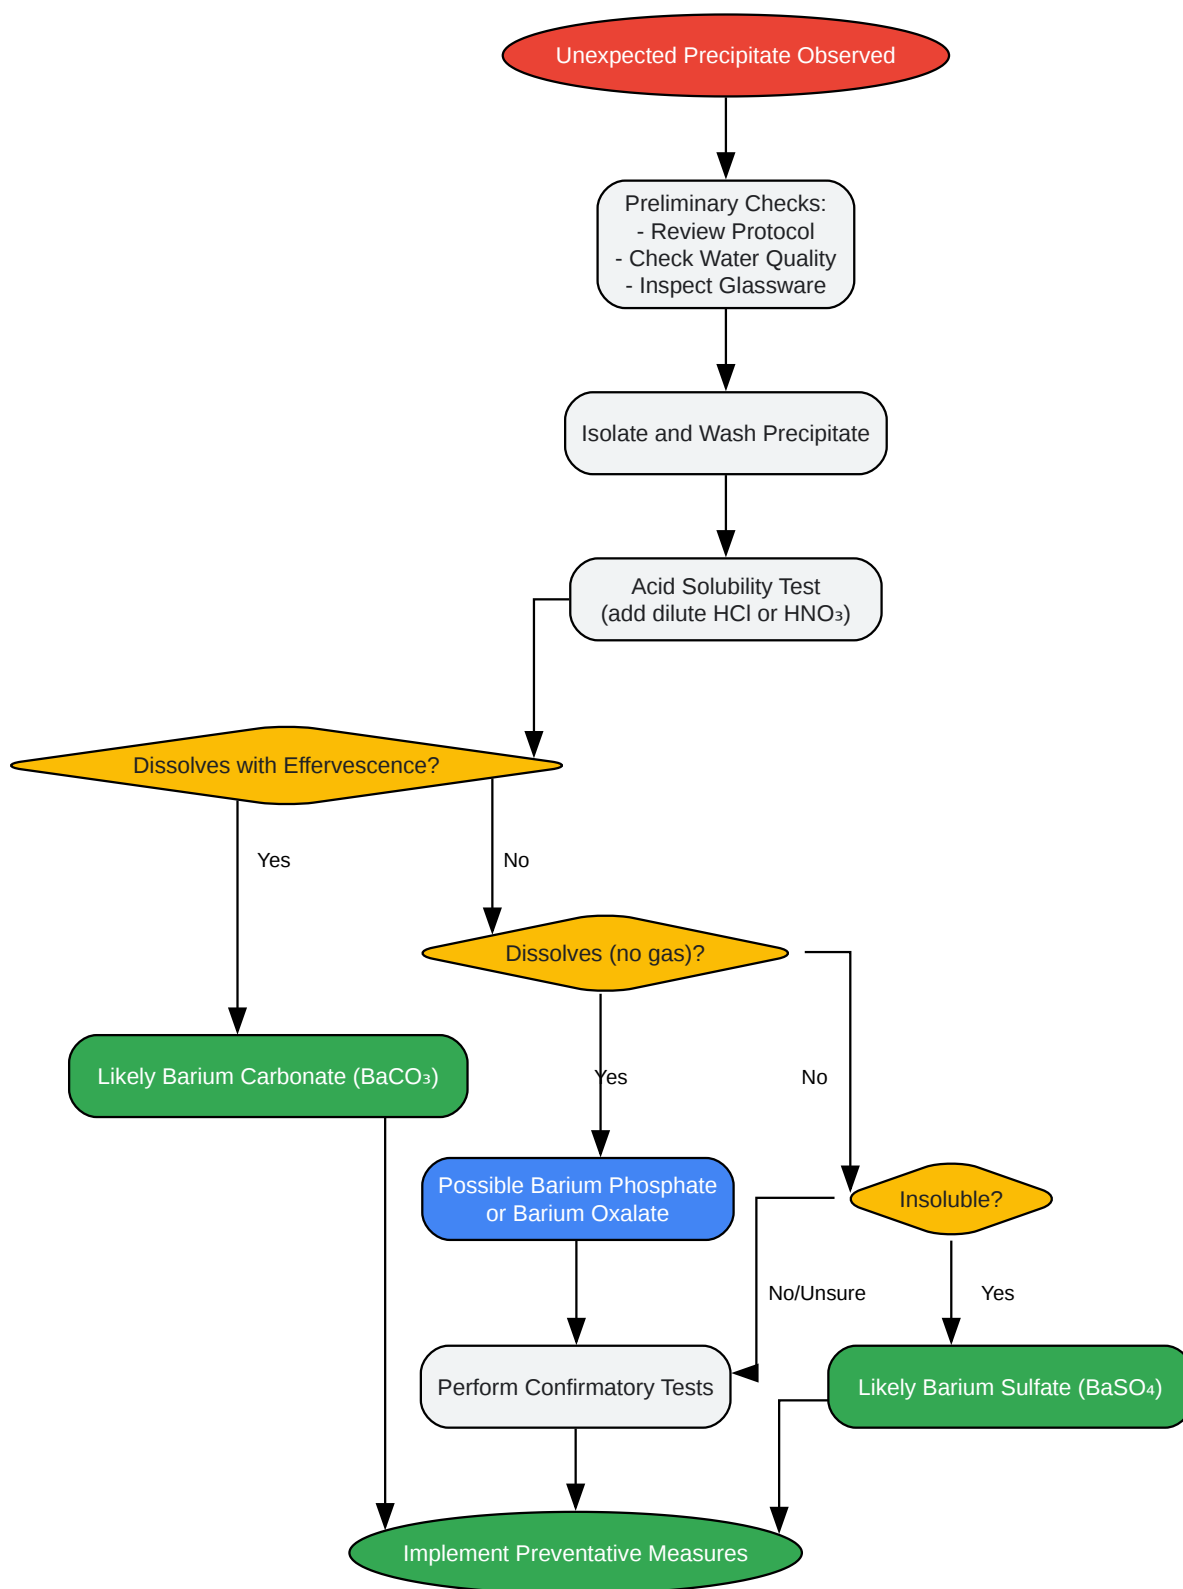 Unexpected Precipitate Observed
Preliminary Checks:
- Review Protocol
- Check Water Quality
- Inspect Glassware
Isolate and Wash Precipitate
Acid Solubility Test
(add dilute HCl or HNO₃)
Dissolves with Effervescence?
Yes
No
Dissolves (no gas)?
Likely Barium Carbonate (BaCO₃)
Yes
No
Possible Barium Phosphate
or Barium Oxalate
Insoluble?
No/Unsure
Yes
Perform Confirmatory Tests
Likely Barium Sulfate (BaSO₄)
Implement Preventative Measures